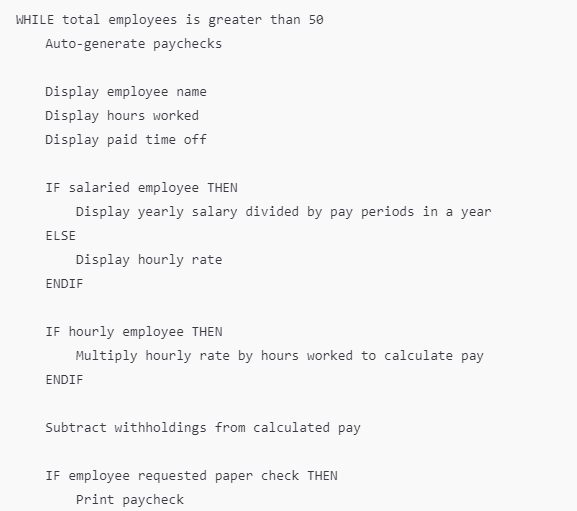 WHILE total employees is greater than 50
Auto-generate paychecks
Display employee name
Display hours worked
Display paid time off
IF salaried employee THEN
Display yearly salary divided by pay periods in a year
ELSE
Display hourly rate
ENDIF
IF hourly employee THEN
Multiply hourly rate by hours worked to calculate pay
ENDIF
Subtract withholdings from calculated pay
IF employee requested paper check THEN
Print paycheck